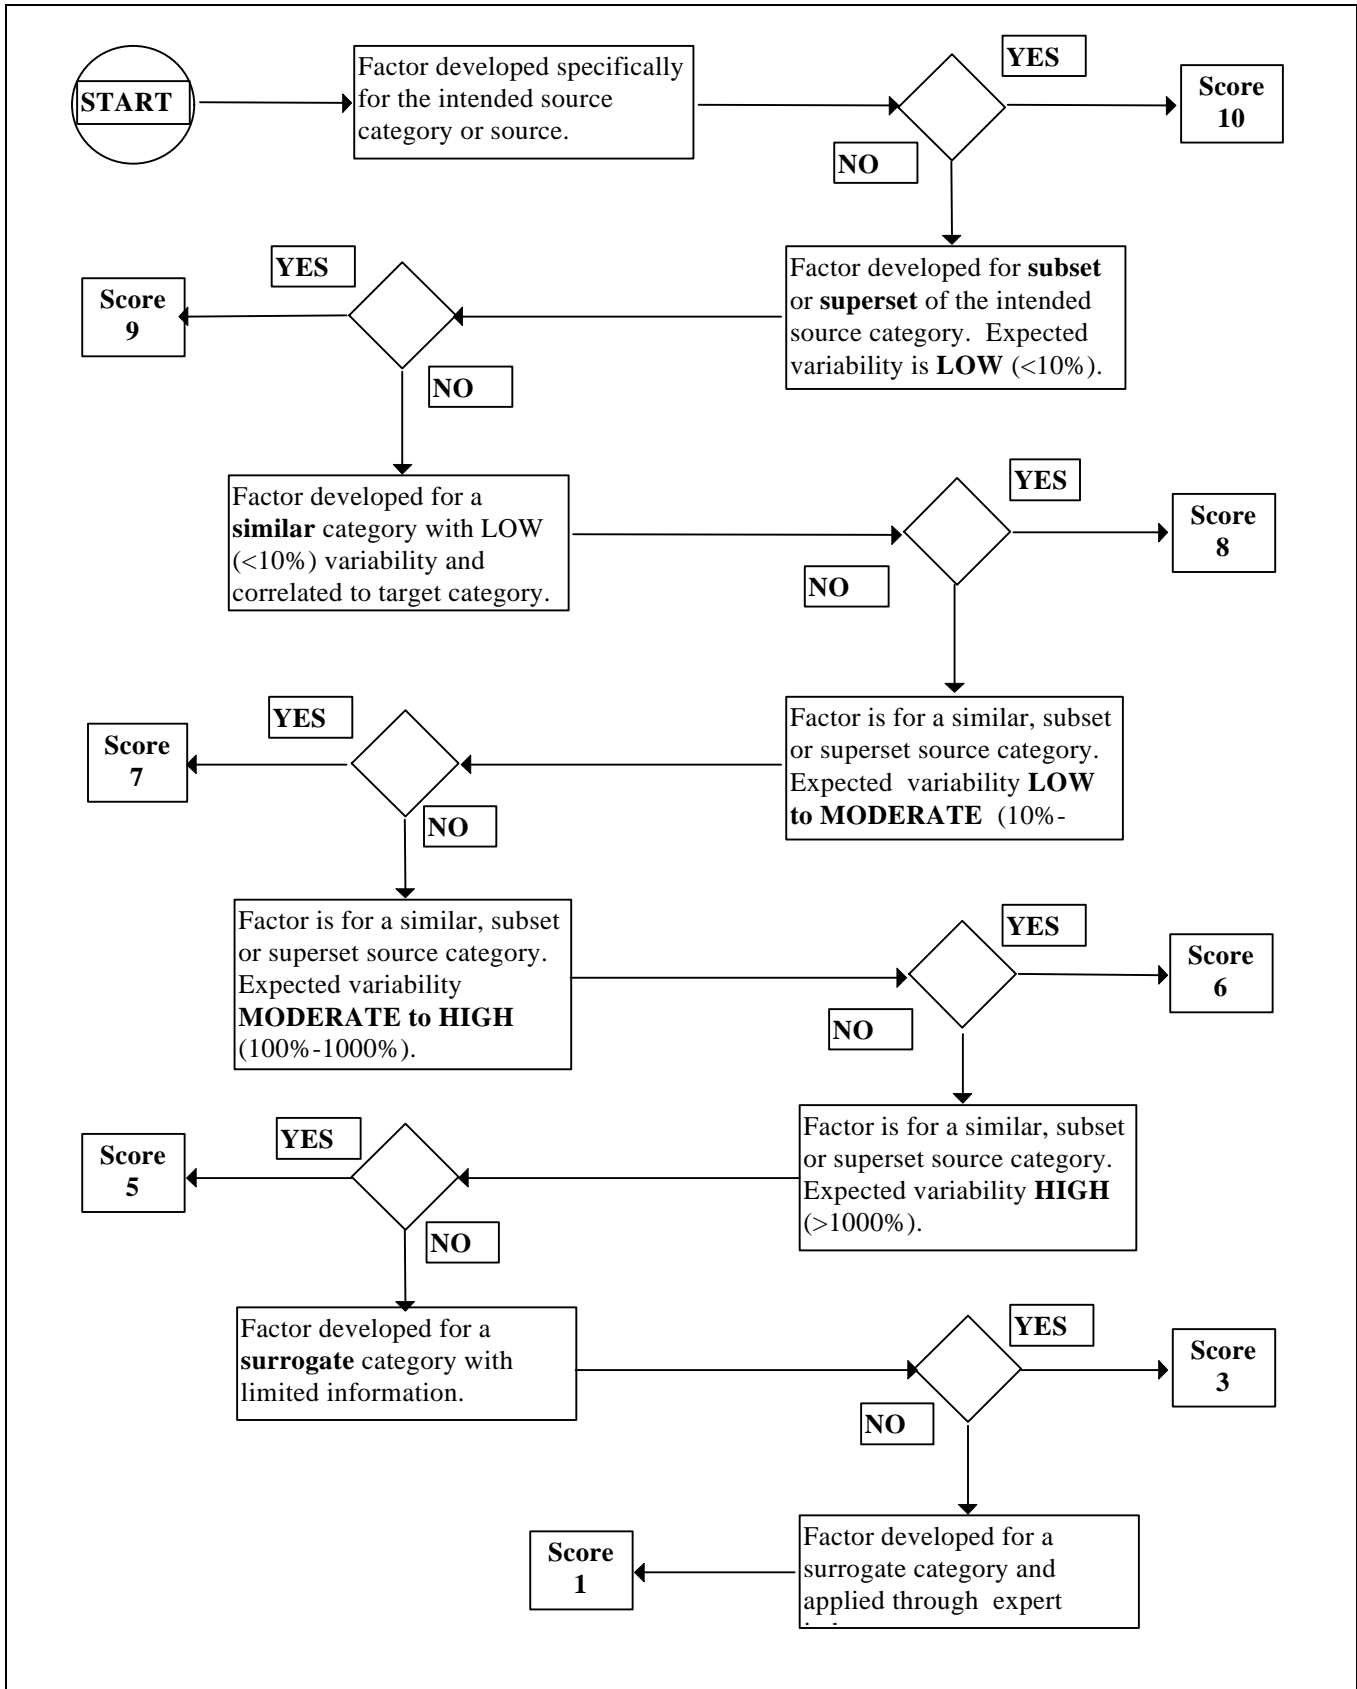 START
Factor developed specifically
for the intended source
category or source.
YES
Score
10
NO
Factor developed for subset
or superset of the intended
source category. Expected
variability is LOW (<10%).
YES
Score
9
NO
Factor developed for a
similar category with LOW
(<10%) variability and
correlated to target category.
YES
Score
8
NO
Factor is for a similar, subset
or superset source category.
Expected variability LOW
to MODERATE (10%-
YES
Score
7
NO
Factor is for a similar, subset
or superset source category.
Expected variability
MODERATE to HIGH
(100%-1000%).
YES
Score
6
NO
Factor is for a similar, subset
or superset source category.
Expected variability HIGH
(>1000%).
YES
Score
5
NO
Factor developed for a
surrogate category with
limited information.
YES
Score
3
NO
Factor developed for a
surrogate category and
applied through expert
Score
1